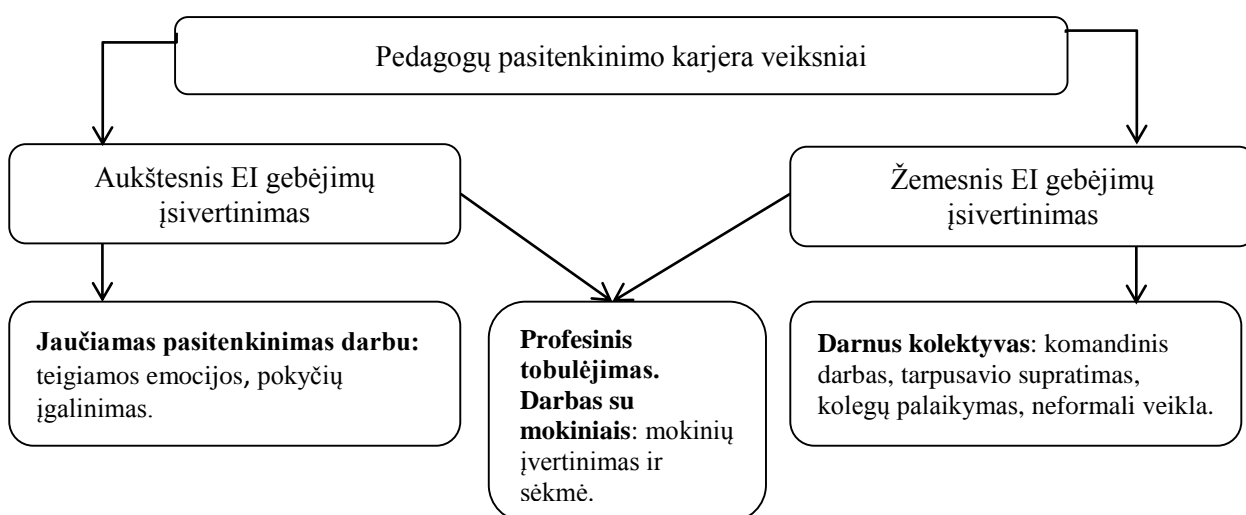 Pedagogų pasitenkinimo karjera veiksniai
Aukštesnis EI gebėjimų
įsivertinimas
Žemesnis EI gebėjimų
įsivertinimas
Jaučiamas pasitenkinimas darbu:
teigiamos emocijos, pokyčių
įgalinimas.
Profesinis
tobulėjimas.
Darbas su
mokiniais: mokinių
įvertinimas ir
sėkmė.
Darnus kolektyvas: komandinis
darbas, tarpusavio supratimas,
kolegų palaikymas, neformali veikla.